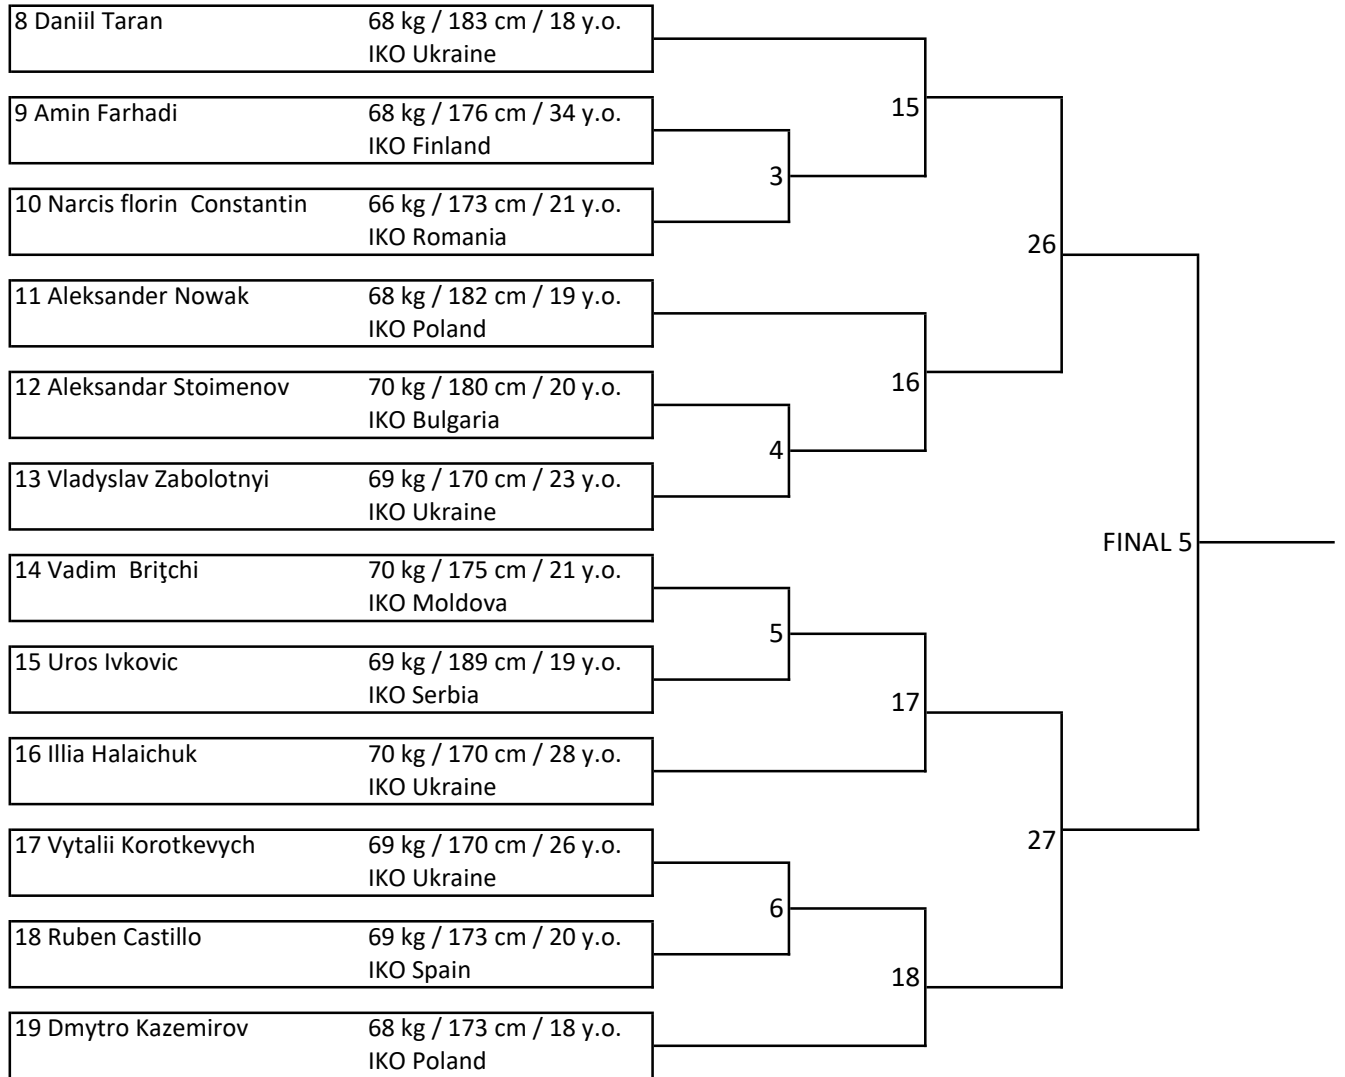 8 Daniil Taran 68 kg / 183 cm / 18 y.o.
IKO Ukraine
9 Amin Farhadi 68 kg / 176 cm / 34 y.o.
IKO Finland
10 Narcis florin  Constantin 66 kg / 173 cm / 21 y.o.
IKO Romania
11 Aleksander Nowak 68 kg / 182 cm / 19 y.o.
IKO Poland
12 Aleksandar Stoimenov 70 kg / 180 cm / 20 y.o.
IKO Bulgaria
13 Vladyslav Zabolotnyi 69 kg / 170 cm / 23 y.o.
IKO Ukraine
14 Vadim  Briţchi 70 kg / 175 cm / 21 y.o.
IKO Moldova
15 Uros Ivkovic 69 kg / 189 cm / 19 y.o.
IKO Serbia
16 Illia Halaichuk 70 kg / 170 cm / 28 y.o.
IKO Ukraine
17 Vytalii Korotkevych 69 kg / 170 cm / 26 y.o.
IKO Ukraine
18 Ruben Castillo 69 kg / 173 cm / 20 y.o.
IKO Spain
19 Dmytro Kazemirov 68 kg / 173 cm / 18 y.o.
IKO Poland
3
4
5
6
15
16
17
18
26
27
FINAL 5